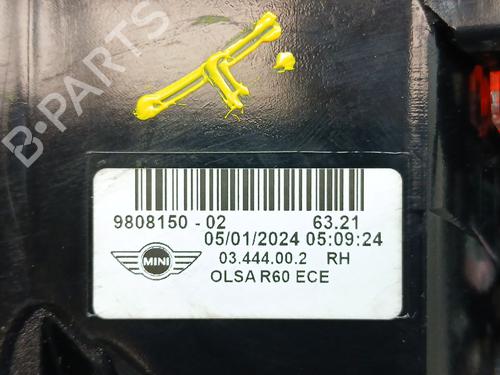 B-PARTS
9808150 - 02 63.21
05/01/2024 05:09:24
MINI
03.444.00.2 RH
OLSA R60 ECE